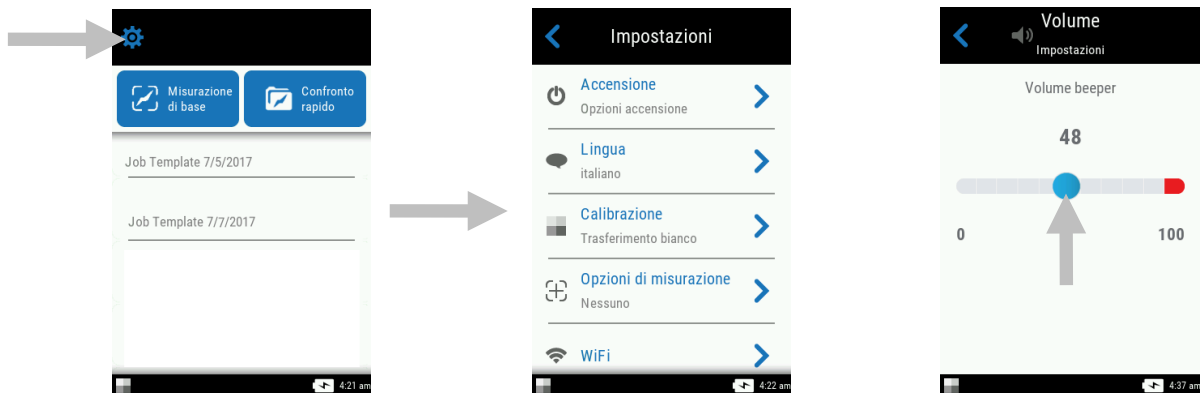 Misurazione
di base
Confronto
rapido
Job Template 7/5/2017
Job Template 7/7/2017
4:21 am
Impostazioni
Accensione
Opzioni accensione
Lingua
italiano
Calibrazione
Trasferimento bianco
Opzioni di misurazione
Nessuno
WiFi
4:22 am
Volume
Impostazioni
Volume beeper
48
0
100
4:37 am